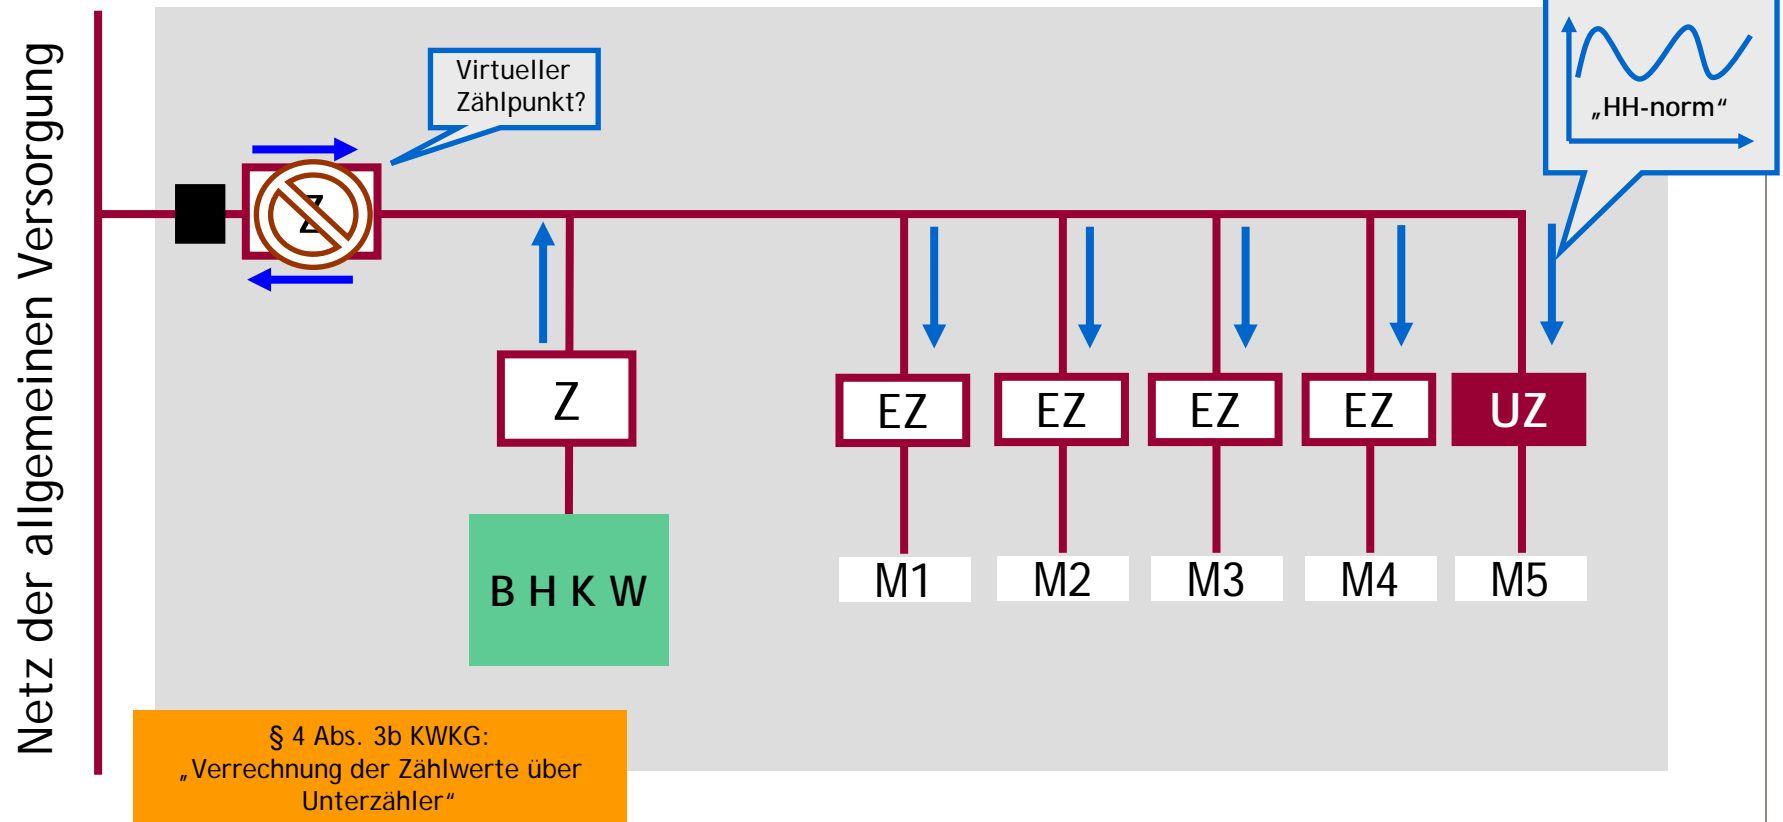 Netz der allgemeinen Versorgung
Virtueller
Zählpunkt?
„HH-norm“
Z
Z
EZ
EZ
EZ
EZ
UZ
B H K W
M1
M2
M3
M4
M5
§ 4 Abs. 3b KWKG:
„Verrechnung der Zählwerte über
Unterzähler“